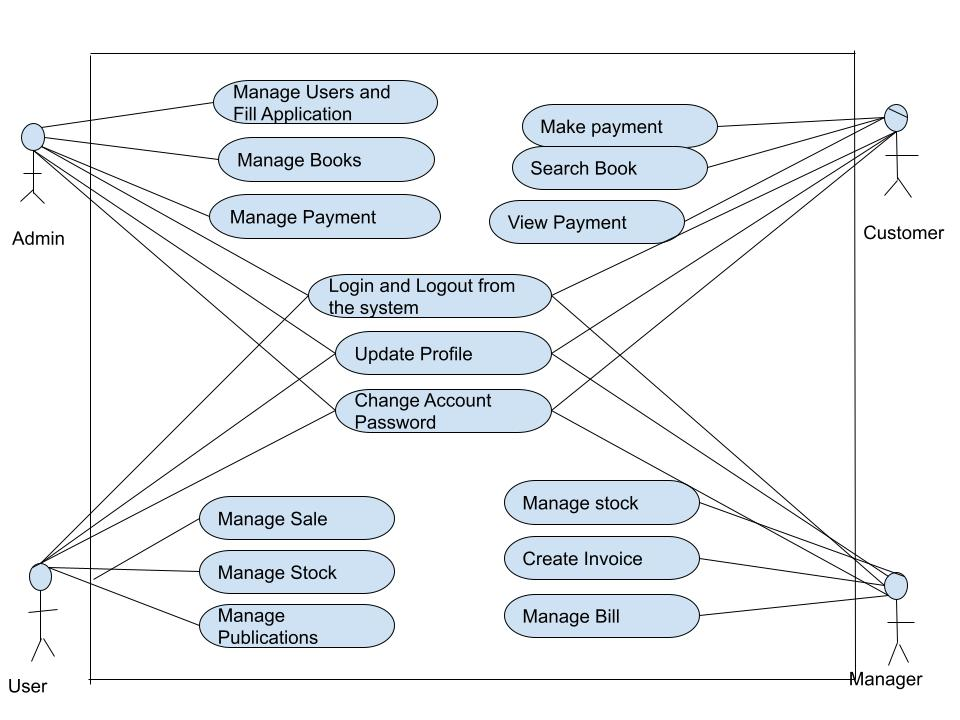 Manage Users and
Fill Application
Manage Books
Manage Payment
Admin
Make payment
Search Book
View Payment
Customer
Login and Logout from
the system
Update Profile
Change Account
Password
Manage Sale
Manage Stock
Manage
Publications
User
Manage stock
Create Invoice
Manage Bill
Manager